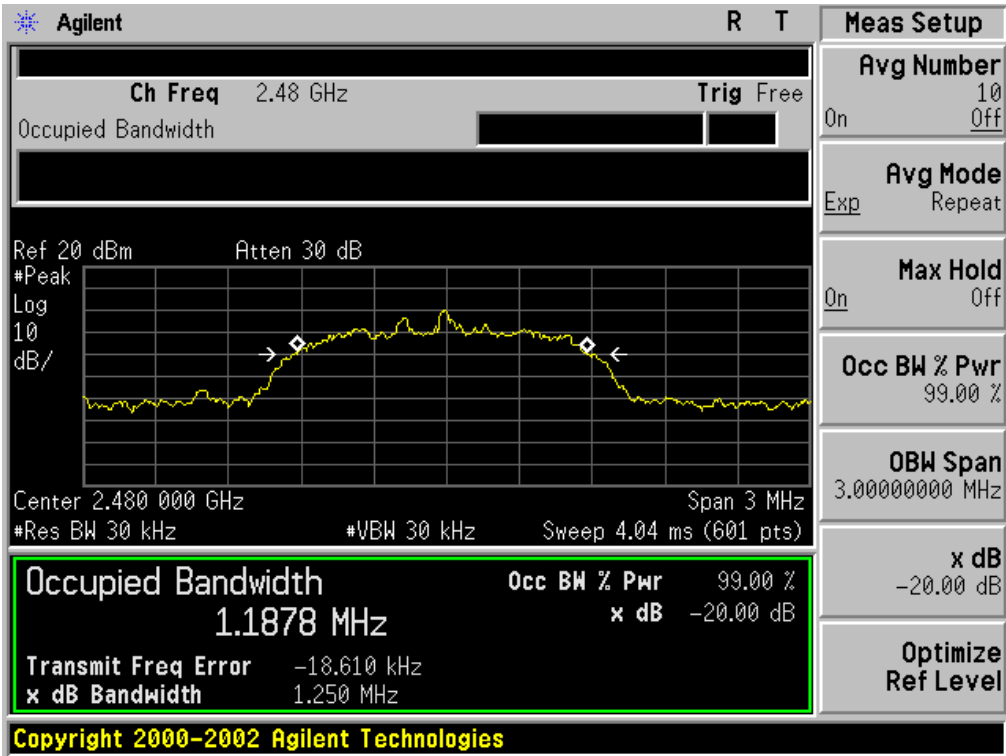 Agilent R T
Ch Freq 2.48 GHz Trig Free
Occupied Bandwidth
Ref 20 dBm Atten 30 dB
#Peak
Log
10
dB/
Center 2.480 000 GHz Span 3 MHz
#Res BW 30 kHz #VBW 30 kHz Sweep 4.04 ms (601 pts)
Occupied Bandwidth Occ BW % Pwr 99.00 %
1.1878 MHz x dB -20.00 dB
Transmit Freq Error -18.610 kHz
x dB Bandwidth 1.250 MHz
Copyright 2000-2002 Agilent Technologies
Meas Setup
Avg Number
10
On Off
Avg Mode
Exp Repeat
Max Hold
On Off
Occ BW % Pwr
99.00 %
OBW Span
3.00000000 MHz
x dB
-20.00 dB
Optimize
Ref Level